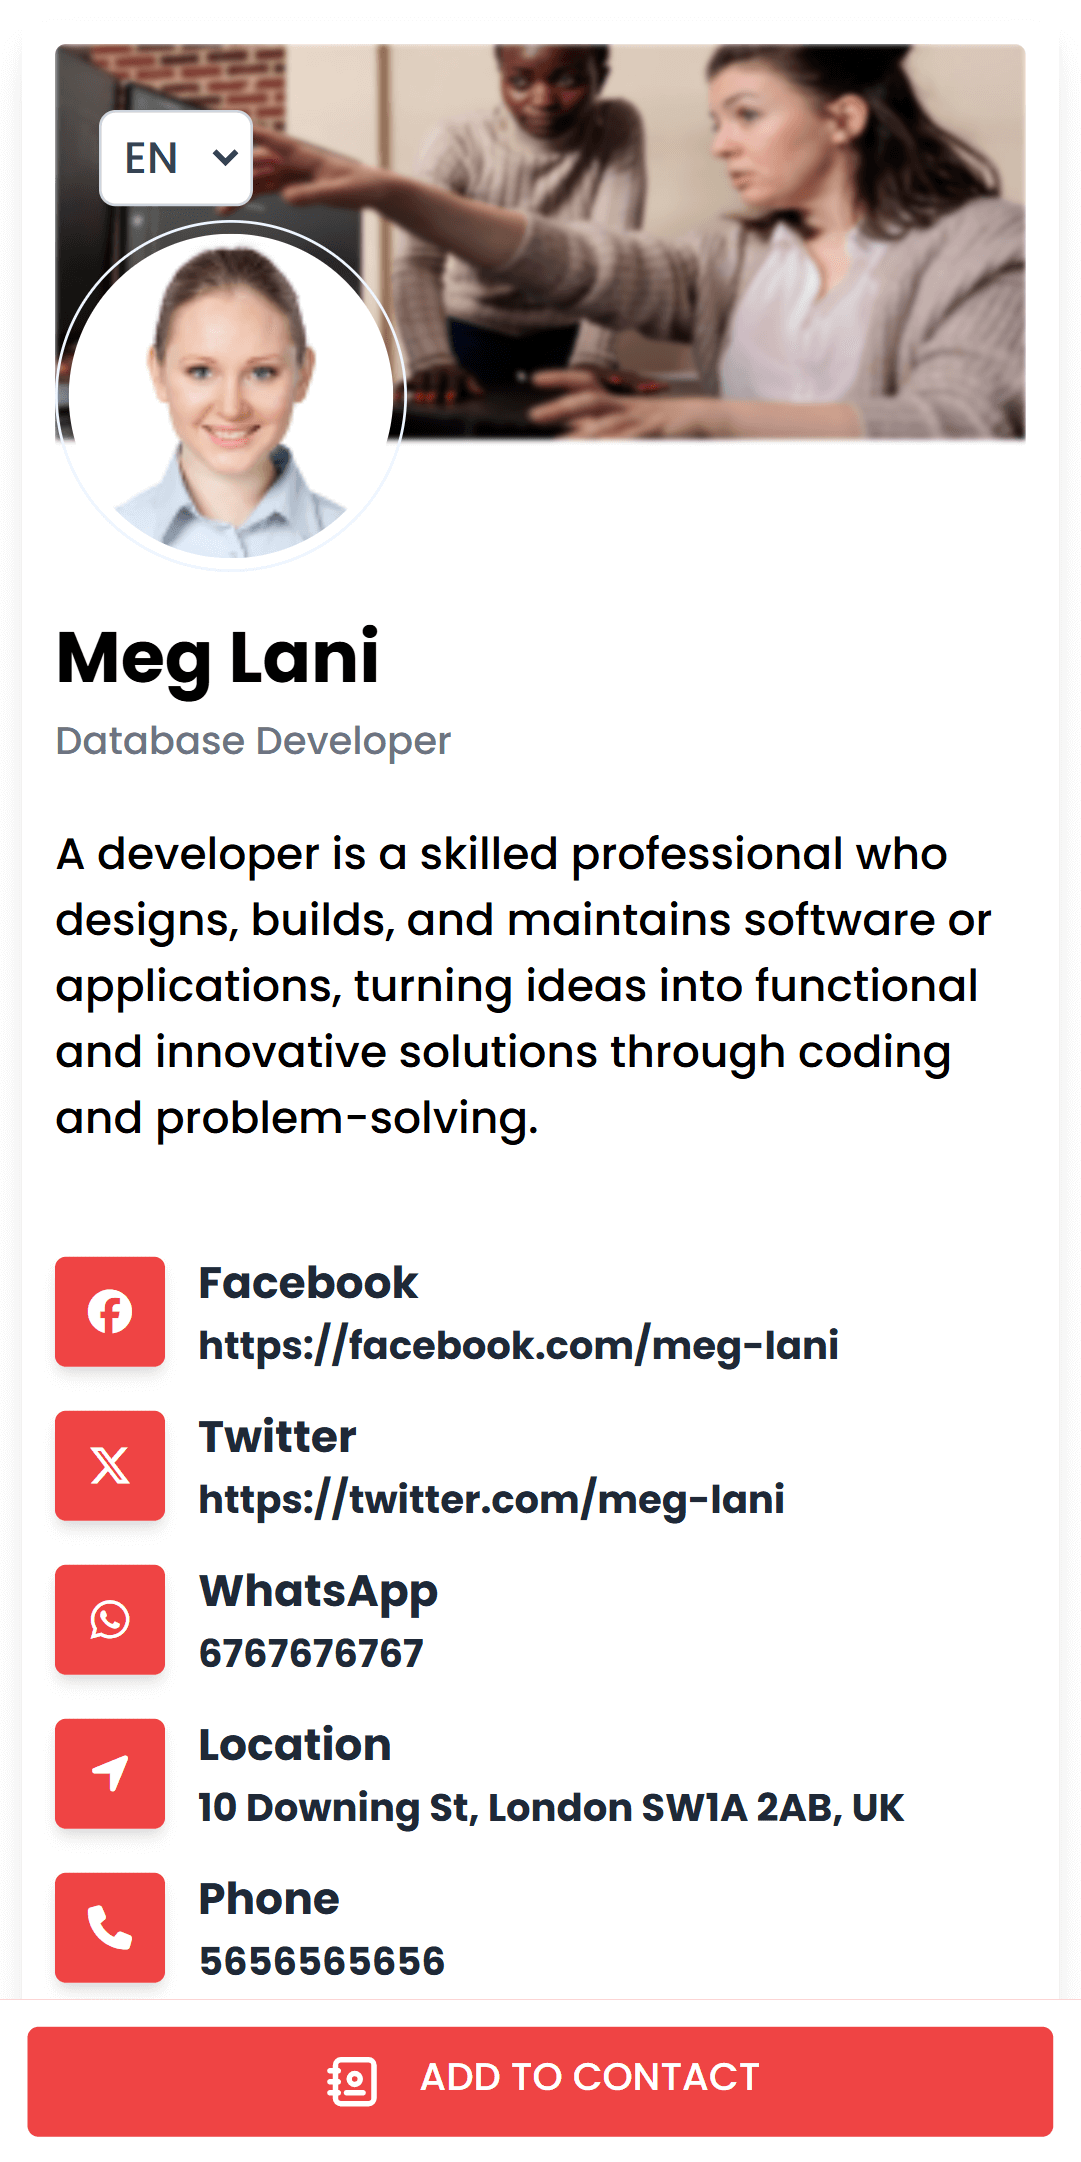 EN
Meg Lani
Database Developer
A developer is a skilled professional who
designs, builds, and maintains software or
applications, turning ideas into functional
and innovative solutions through coding
and problem-solving.
Facebook
https://facebook.com/meg-lani
Twitter
https://twitter.com/meg-lani
WhatsApp
6767676767
Location
10 Downing St, London SW1A 2AB, UK
Phone
5656565656
ADD TO CONTACT